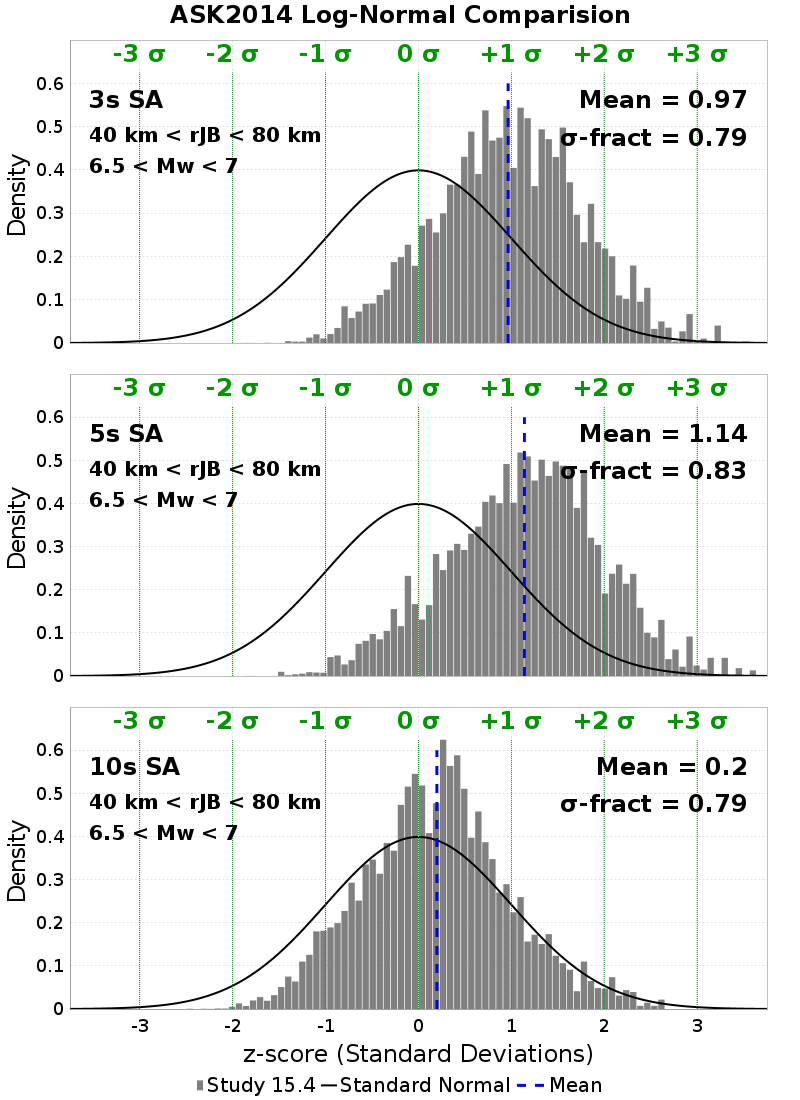 ASK2014 Log-Normal Comparision
-3 σ -2 σ -1 σ 0 σ +1 σ +2 σ +3 σ
3s SA
Mean = 0.97
40 km < rJB < 80 km
σ-fract = 0.79
6.5 < Mw < 7
Density
0.6
0.5
0.4
0.3
0.2
0.1
0
-3 σ -2 σ -1 σ 0 σ +1 σ +2 σ +3 σ
5s SA
Mean = 1.14
40 km < rJB < 80 km
σ-fract = 0.83
6.5 < Mw < 7
Density
0.6
0.5
0.4
0.3
0.2
0.1
0
-3 σ -2 σ -1 σ 0 σ +1 σ +2 σ +3 σ
10s SA
Mean = 0.2
40 km < rJB < 80 km
σ-fract = 0.79
6.5 < Mw < 7
Density
0.6
0.5
0.4
0.3
0.2
0.1
0
-3 -2 -1 0 1 2 3
z-score (Standard Deviations)
Study 15.4 Standard Normal Mean